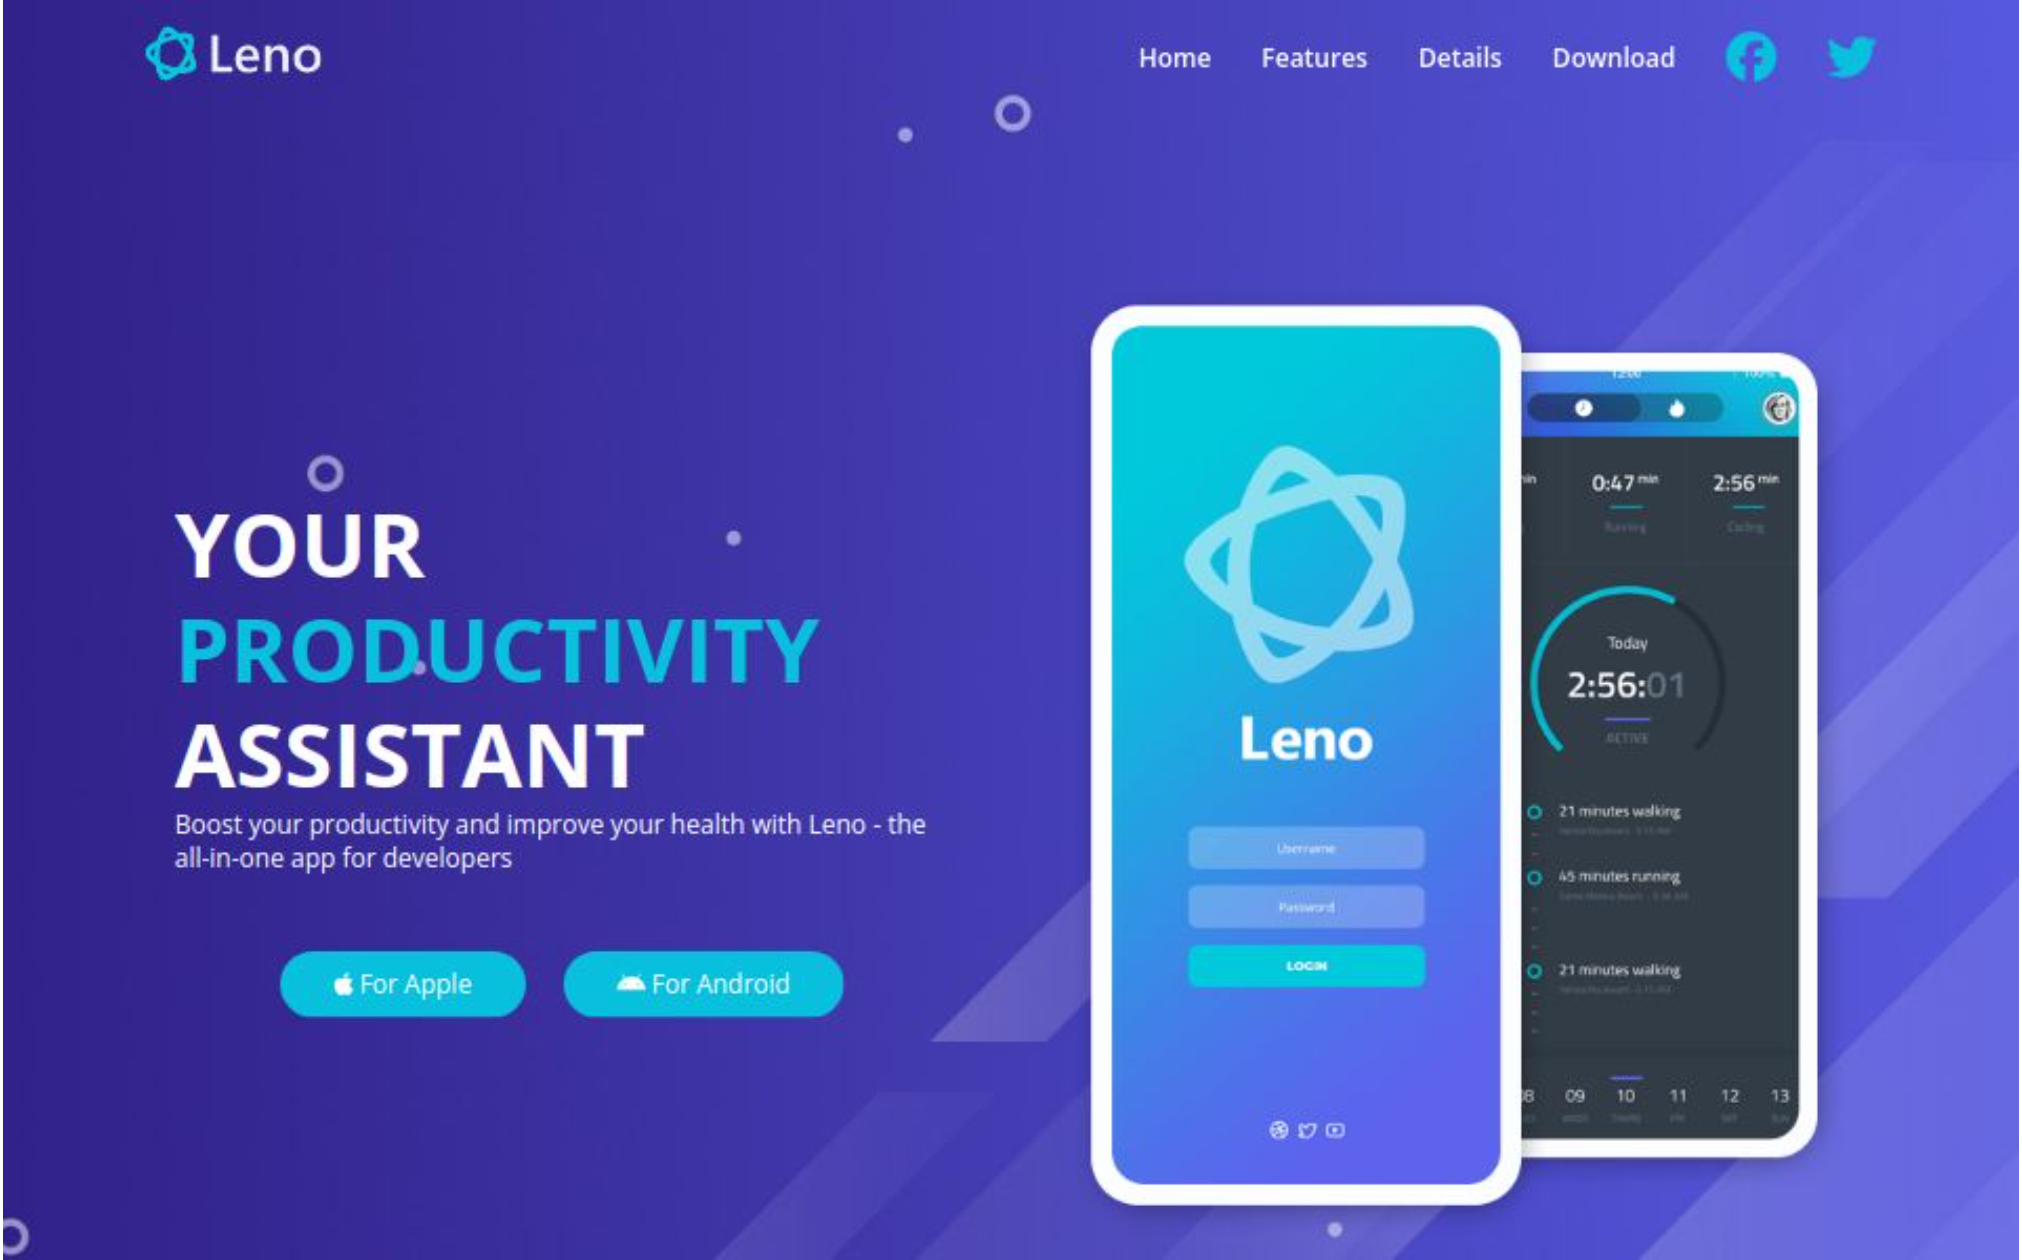 Leno
Home Features Details Download
YOUR
PRODUCTIVITY
ASSISTANT
Boost your productivity and improve your health with Leno - the
all-in-one app for developers
For Apple
For Android
Leno
Username
Password
LOGIN
0:47 min
2:56 min
Running
Coding
Today
2:56:01
ACTIVE
21 minutes walking
45 minutes running
21 minutes walking
09 10 11 12 13